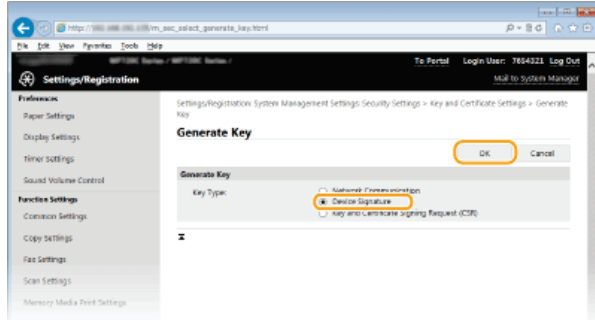 http://
/m_sec_select_generate_key.html
File Edit View Favorites Tools Help
To Portal Login User: 7654321 Log Out
Settings/Registration
Mail to System Manager
Preferences
Paper Settings
Display Settings
Timer Settings
Sound Volume Control
Function Settings
Common Settings
Copy Settings
Fax Settings
Scan Settings
Memory Media Print Settings
Settings/Registration: System Management Settings: Security Settings > Key and Certificate Settings > Generate
Key
Generate Key
OK Cancel
Generate Key
Key Type:
Network Communication
Device Signature
Key and Certificate Signing Request (CSR)